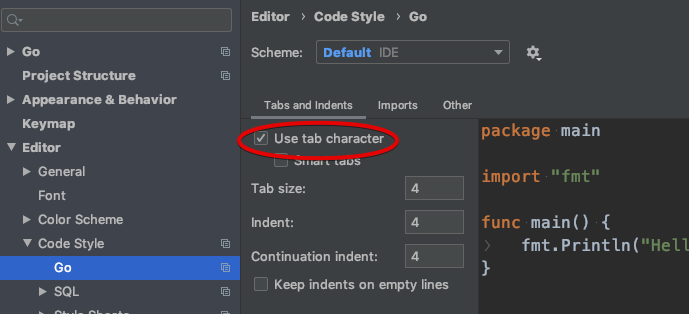 Editor › Code Style › Go
Scheme: Default IDE
Go
Project Structure
Appearance & Behavior
Keymap
Editor
General
Font
Color Scheme
Code Style
Go
SQL
Style Sheets
Tabs and Indents Imports Other
Use tab character
Smart tabs
Tab size: 4
Indent: 4
Continuation indent: 4
Keep indents on empty lines
package main
import "fmt"
func main() {
fmt.Println("Hell
}